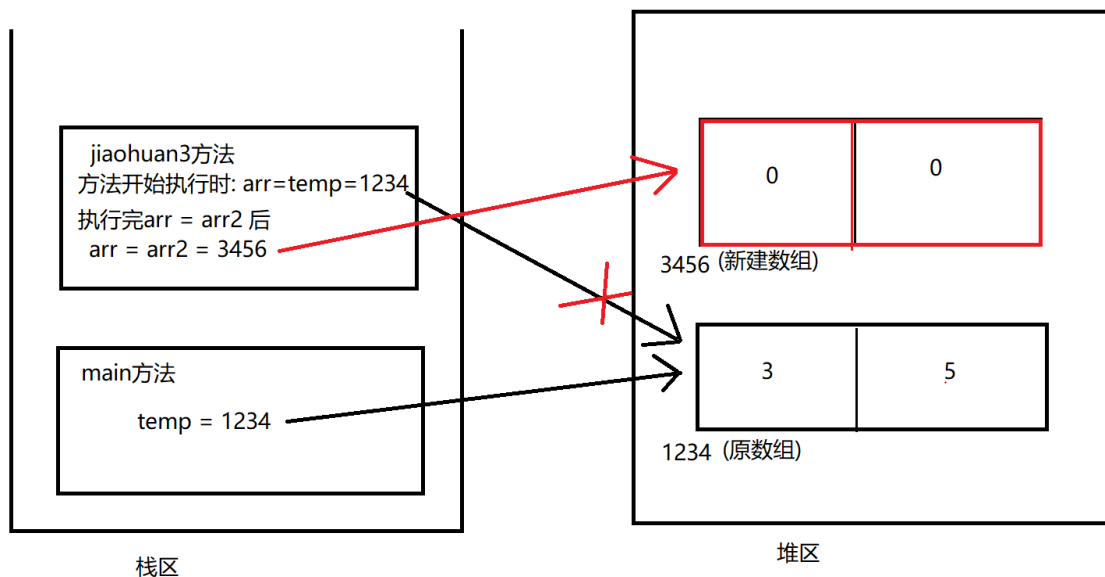 jiaohuan3方法
方法开始执行时: arr=temp=1234
执行完arr = arr2 后
arr = arr2 = 3456
main方法
temp = 1234
栈区
0
0
3456 (新建数组)
3
5
1234 (原数组)
堆区